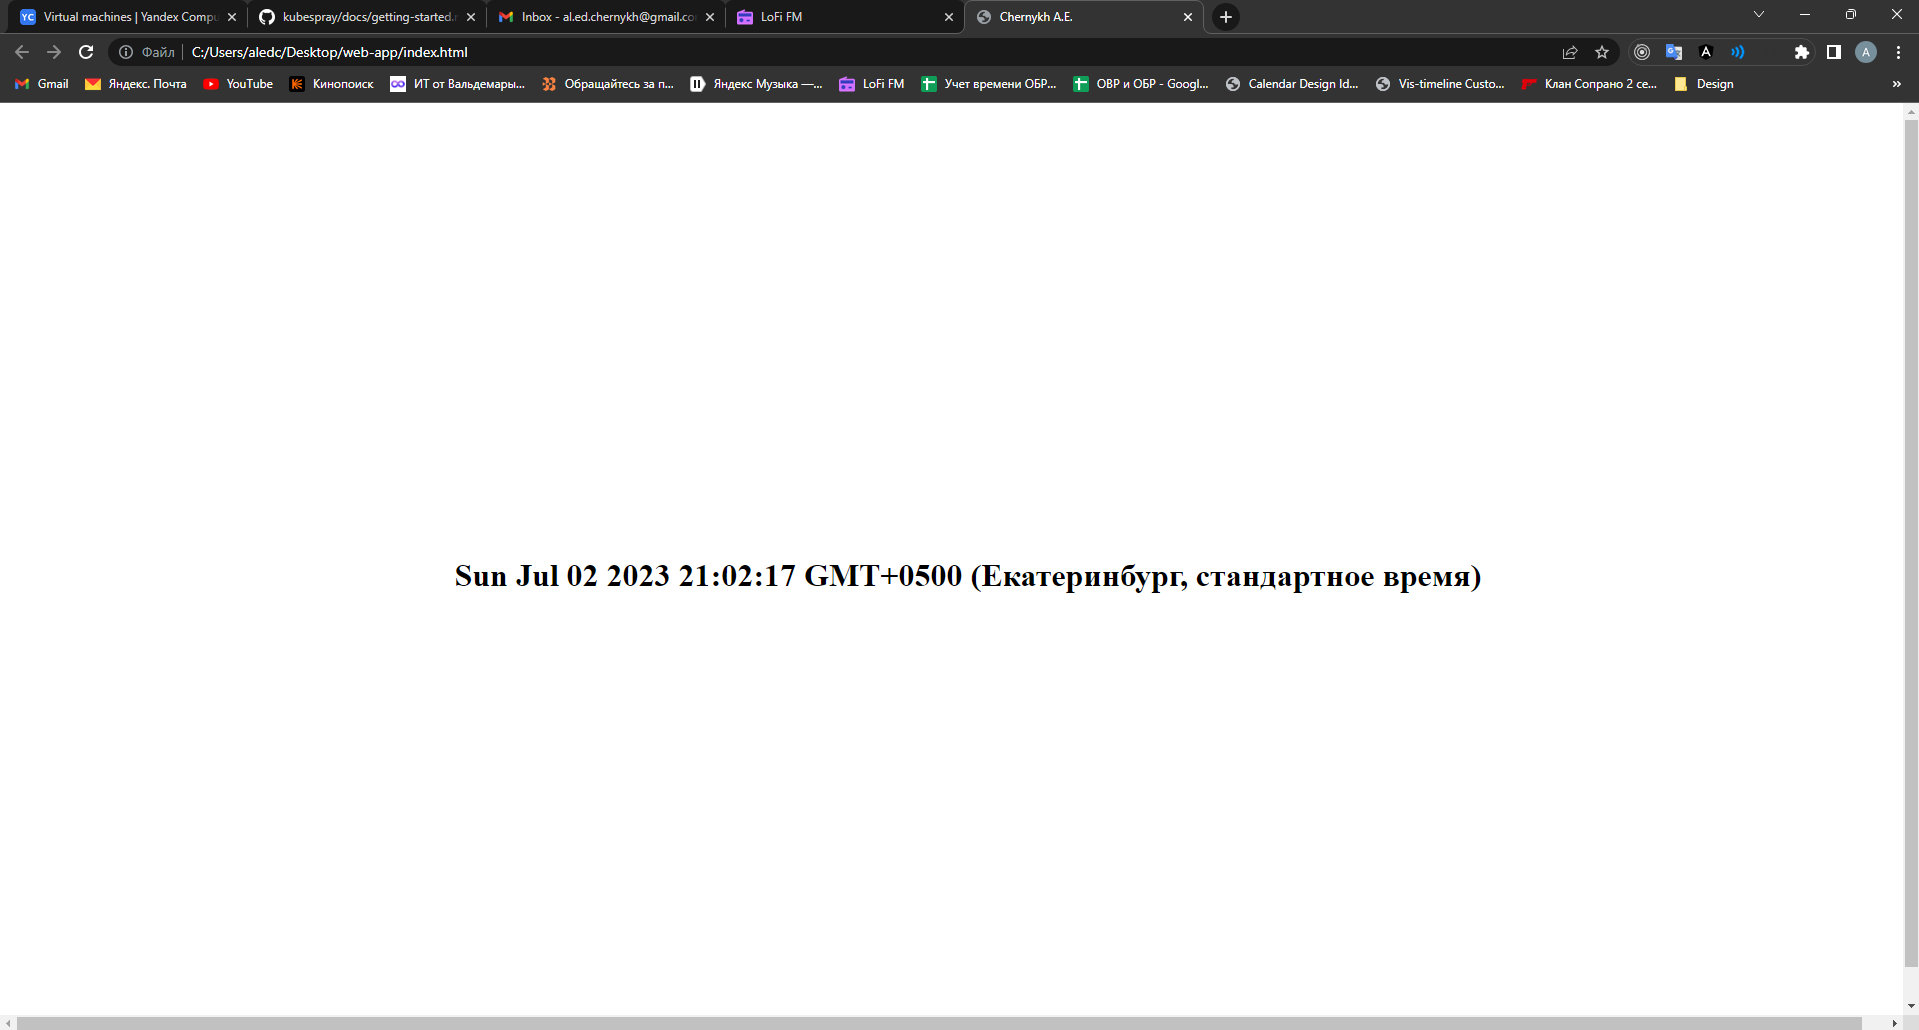 YC Virtual machines | Yandex Compu
kubespray/docs/getting-started.
Inbox - al.ed.chernykh@gmail.co
LoFi FM
Chernykh A.E.
Файл C:/Users/aledc/Desktop/web-app/index.html
A
A
Gmail
Яндекс. Почта
YouTube
Кинопоиск
ИТ от Вальдемары...
Обращайтесь за п...
Яндекс Музыка —...
LoFi FM
Учет времени ОБР...
ОВР и ОБР - Googl...
Calendar Design Id...
Vis-timeline Custo...
Клан Сопрано 2 се...
Design
Sun Jul 02 2023 21:02:17 GMT+0500 (Екатеринбург, стандартное время)